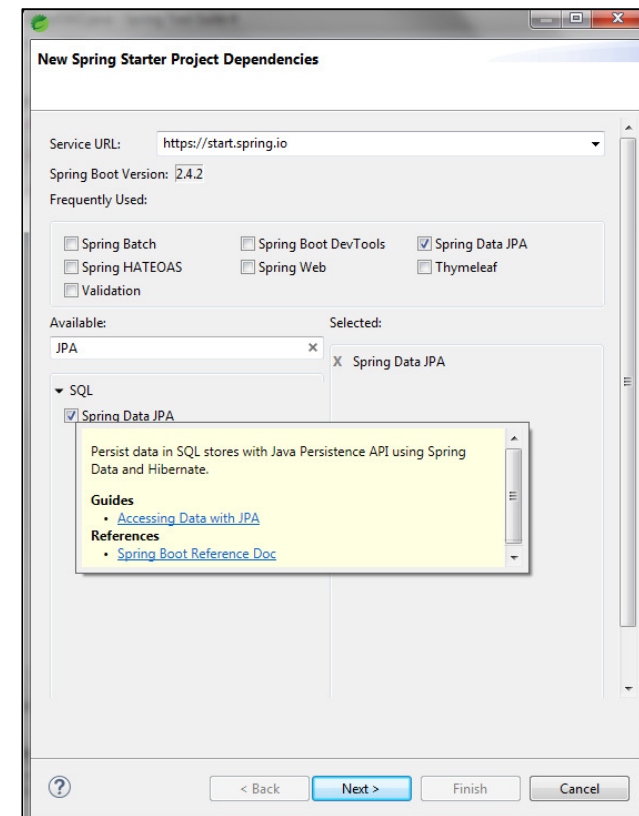 New Spring Starter Project Dependencies
Service URL: https://start.spring.io
Spring Boot Version: 2.4.2
Frequently Used:
Spring Batch Spring Boot DevTools Spring Data JPA
Spring HATEOAS Spring Web Thymeleaf
Validation
Available: Selected:
JPA
X Spring Data JPA
SQL
Spring Data JPA
Persist data in SQL stores with Java Persistence API using Spring
Data and Hibernate.
Guides
• Accessing Data with JPA
References
• Spring Boot Reference Doc
< Back Next > Finish Cancel